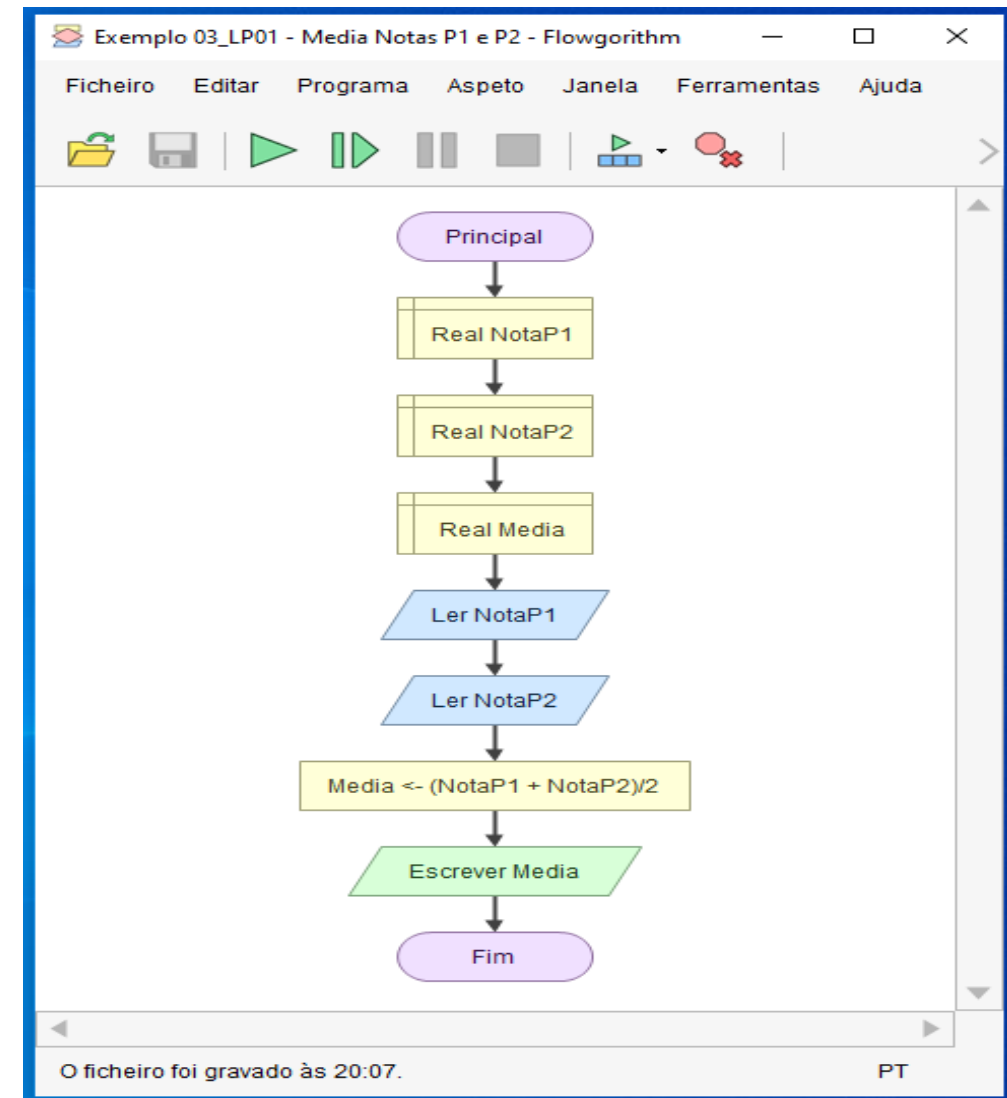 Exemplo 03_LP01 - Media Notas P1 e P2 - Flowgorithm
Ficheiro Editar Programa Aspeto Janela Ferramentas Ajuda
Principal
Real NotaP1
Real NotaP2
Real Media
Ler NotaP1
Ler NotaP2
Media <- (NotaP1 + NotaP2)/2
Escrever Media
Fim
O ficheiro foi gravado às 20:07. PT